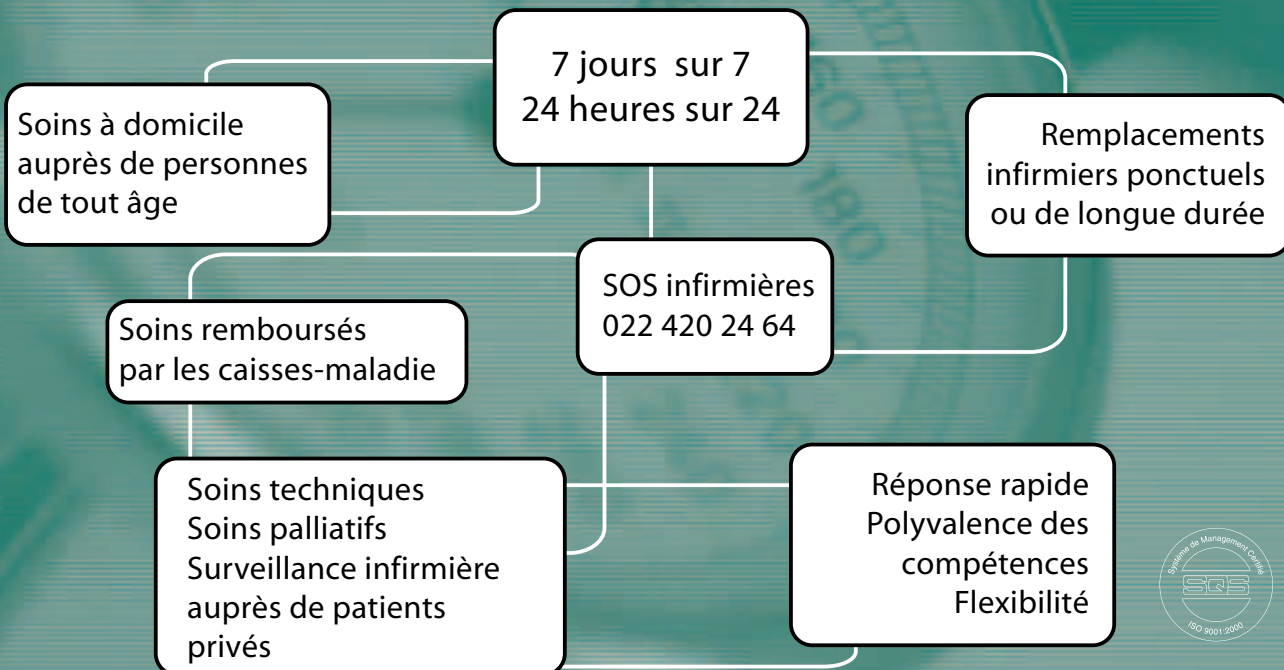 7 jours sur 7
24 heures sur 24
Soins à domicile
auprès de personnes
de tout âge
Remplacements
infirmiers ponctuels
ou de longue durée
SOS infirmières
022 420 24 64
Soins remboursés
par les caisses-maladie
Soins techniques
Soins palliatifs
Surveillance infirmière
auprès de patients
privés
Réponse rapide
Polyvalence des
compétences
Flexibilité
Système de Management Certifié
SQS
ISO 9001:2000
180